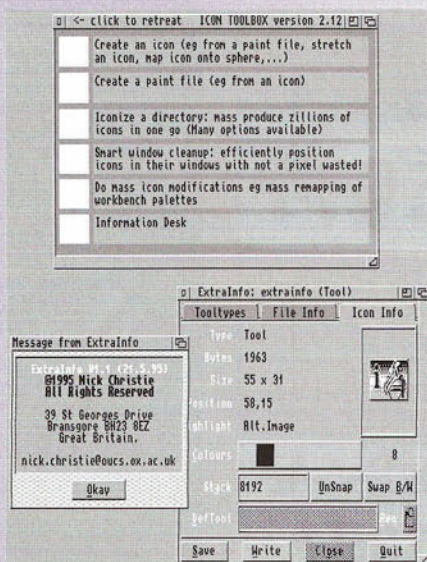 <- click to retreat ICON TOOLBOX version 2.12
Create an icon (eg from a paint file, stretch
an icon, map icon onto sphere,...)
Create a paint file (eg from an icon)
Iconize a directory: mass produce zillions of
icons in one go (Many options available)
Smart window cleanup: efficiently position
icons in their windows with not a pixel wasted!
Do mass icon modifications eg mass remapping of
workbench palettes
Information Desk
ExtraInfo: extrainfo (Tool)
Tooltypes File Info Icon Info
Type Tool
Bytes 1963
Size 55 x 31
Position 58,15
Highlight Alt.Image
Colours 8
Stack 8192 UnSnap Swap B/W
DefTool Req
Save Write Close Quit
Message from ExtraInfo
ExtraInfo V1.1 (21.5.95)
©1995 Nick Christie
All Rights Reserved
39 St Georges Drive
Bransgore BH23 8EZ
Great Britain.
nick.christie@oucs.ox.ac.uk
Okay